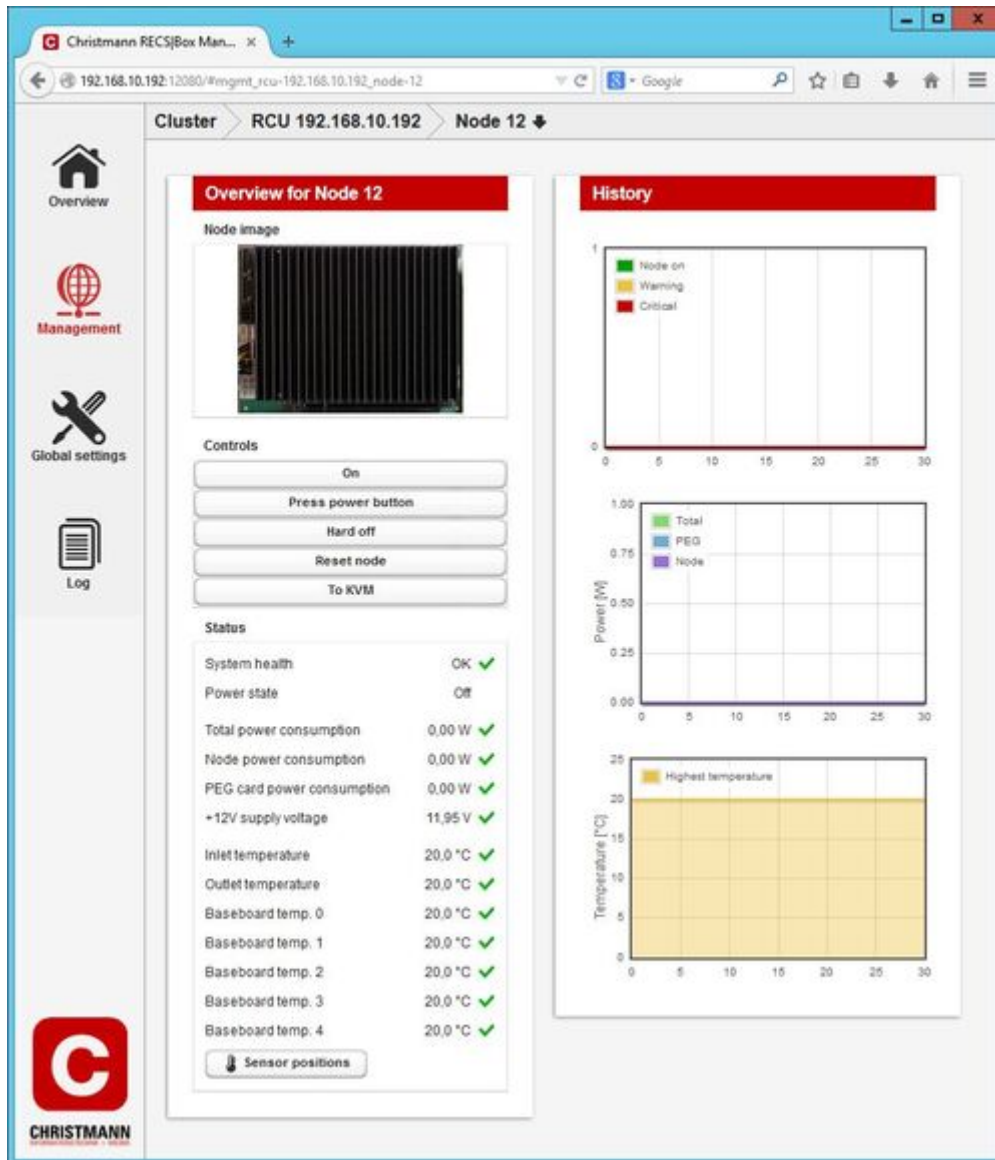 Christmann RECS|Box Man...
192.168.10.192:12080/#mgmt_rcu-192.168.10.192_node-12
Google
Cluster RCU 192.168.10.192 Node 12
Overview
Management
Global settings
Log
CHRISTMANN
Overview for Node 12
Node image
Controls
On
Press power button
Hard off
Reset node
To KVM
Status
System health OK
Power state Off
Total power consumption 0,00 W
Node power consumption 0,00 W
PEG card power consumption 0,00 W
+12V supply voltage 11,95 V
Inlet temperature 20,0 °C
Outlet temperature 20,0 °C
Baseboard temp. 0 20,0 °C
Baseboard temp. 1 20,0 °C
Baseboard temp. 2 20,0 °C
Baseboard temp. 3 20,0 °C
Baseboard temp. 4 20,0 °C
Sensor positions
History
1
Node on
Warning
Critical
0
0 5 10 15 20 25 30
1.00
Total
PEG
0.75
Node
Power [W]
0.50
0.25
0.00
0 5 10 15 20 25 30
25
Highest temperature
20
Temperature [°C]
15
10
5
0
0 5 10 15 20 25 30